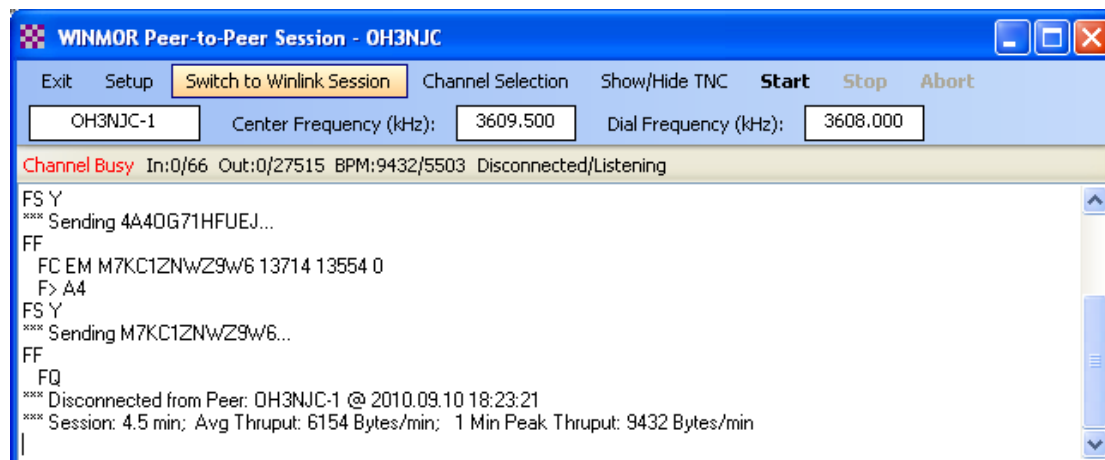 WINMOR Peer-to-Peer Session - OH3NJC
Exit Setup Switch to Winlink Session Channel Selection Show/Hide TNC Start Stop Abort
OH3NJC-1 Center Frequency (kHz): 3609.500 Dial Frequency (kHz): 3608.000
Channel Busy In:0/66 Out:0/27515 BPM:9432/5503 Disconnected/Listening
FS Y
*** Sending 4A4OG71HFUEJ...
FF
FC EM M7KC1ZNWZ9W6 13714 13554 0
F> A4
FS Y
*** Sending M7KC1ZNWZ9W6...
FF
FQ
*** Disconnected from Peer: OH3NJC-1 @ 2010.09.10 18:23:21
*** Session: 4.5 min; Avg Thruput: 6154 Bytes/min; 1 Min Peak Thruput: 9432 Bytes/min